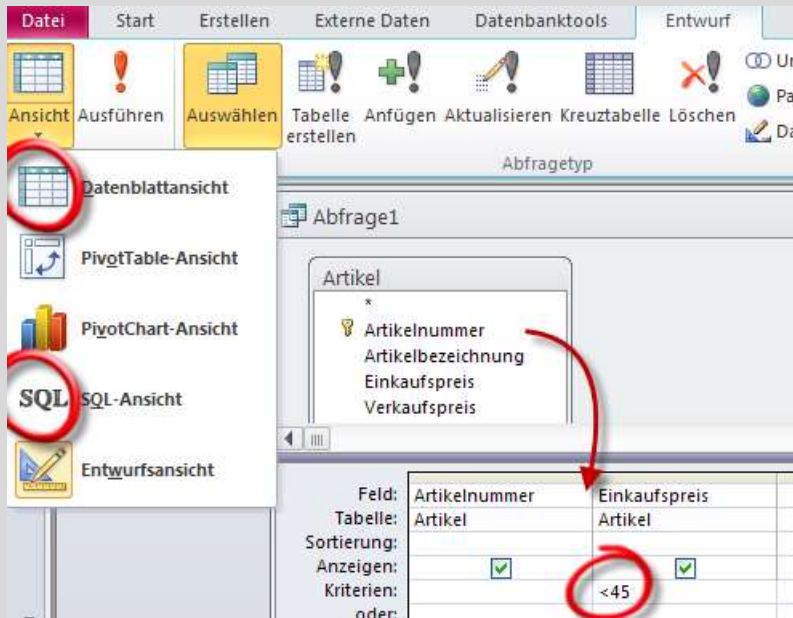 Datei Start Erstellen Externe Daten Datenbanktools Entwurf
Ansicht Ausführen Auswählen Tabelle erstellen Anfügen Aktualisieren Kreuztabelle Löschen
Abfragetyp
Datenblattansicht
PivotTable-Ansicht
PivotChart-Ansicht
SQL SQL-Ansicht
Entwurfsansicht
Abfrage1
Artikel
*
Artikelnummer
Artikelbezeichnung
Einkaufspreis
Verkaufspreis
Feld: Artikelnummer Einkaufspreis
Tabelle: Artikel Artikel
Sortierung:
Anzeigen:
Kriterien: <45
oder: